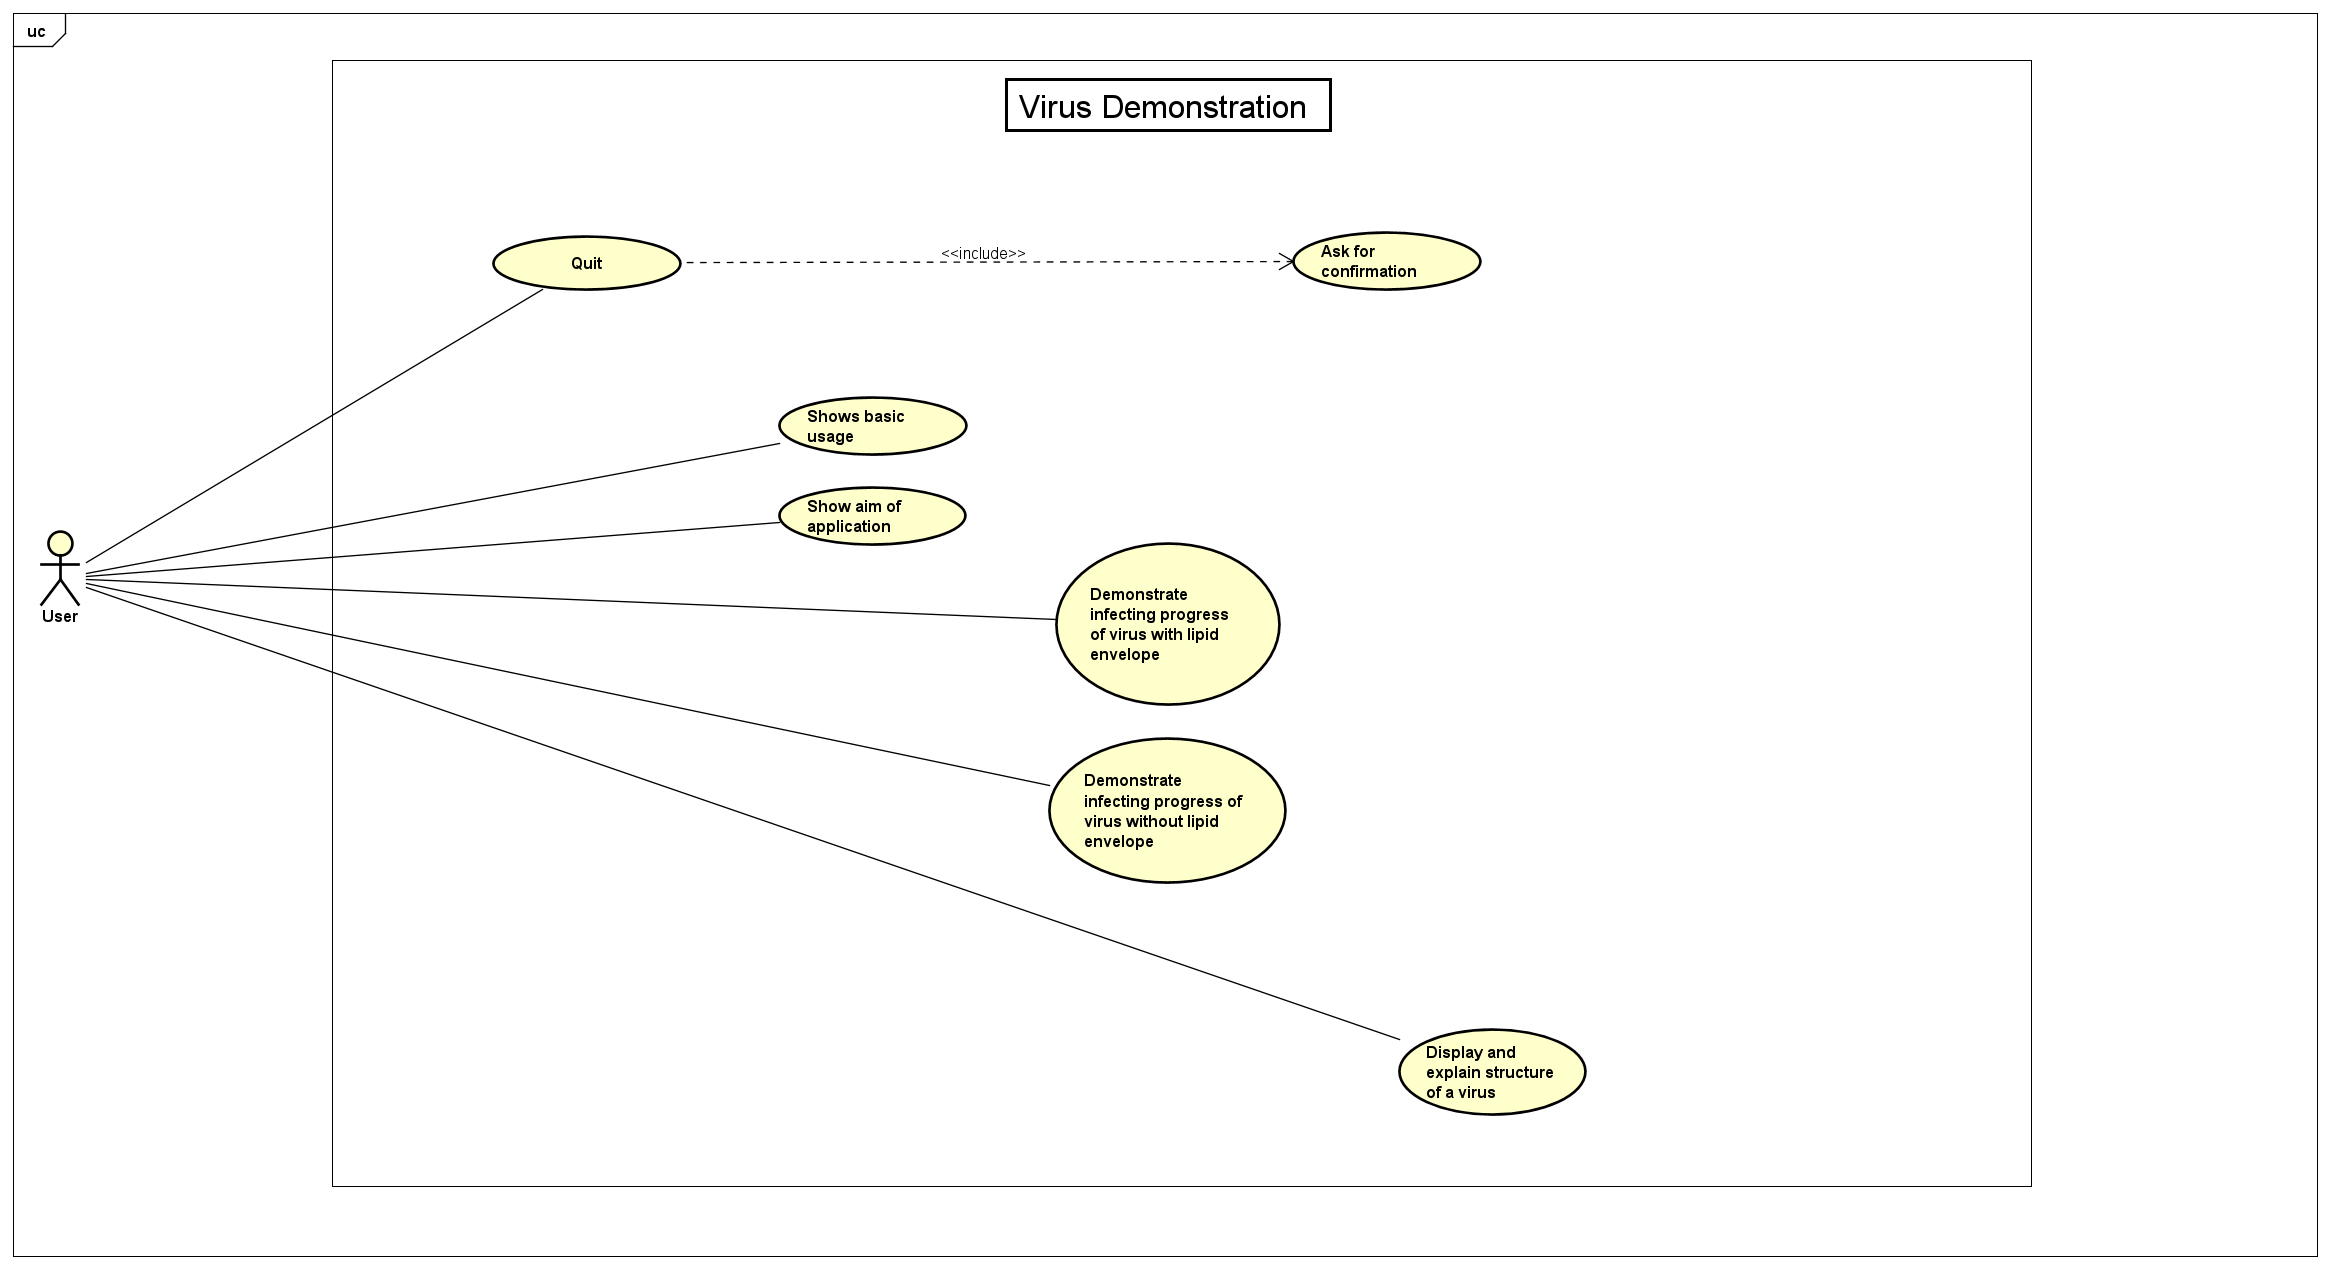 uc
Virus Demonstration
Quit
<<include>>
Ask for
confirmation
Shows basic
usage
Show aim of
application
User
Demonstrate
infecting progress
of virus with lipid
envelope
Demonstrate
infecting progress of
virus without lipid
envelope
Display and
explain structure
of a virus